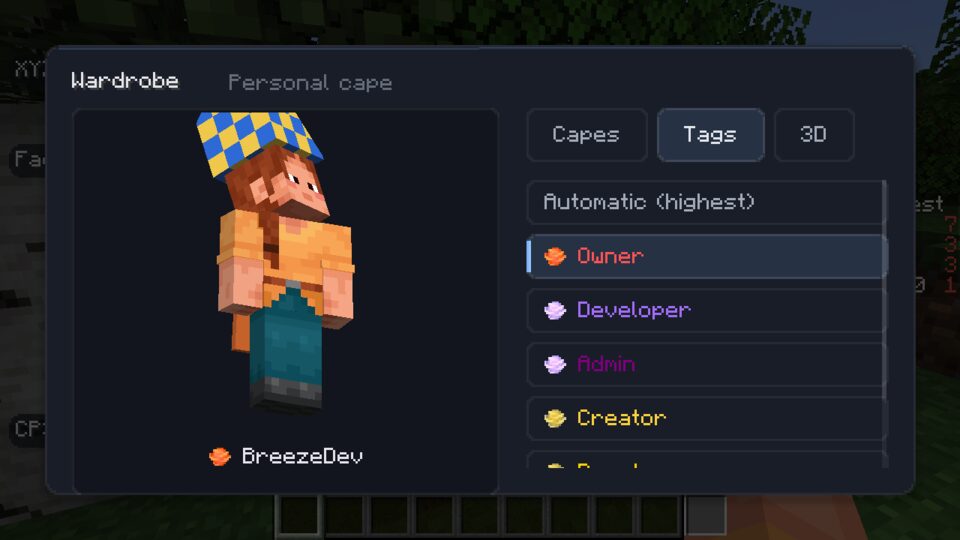 Wardrobe
Personal cape
Capes
Tags
3D
Automatic (highest)
Owner
Developer
Admin
Creator
BreezeDev